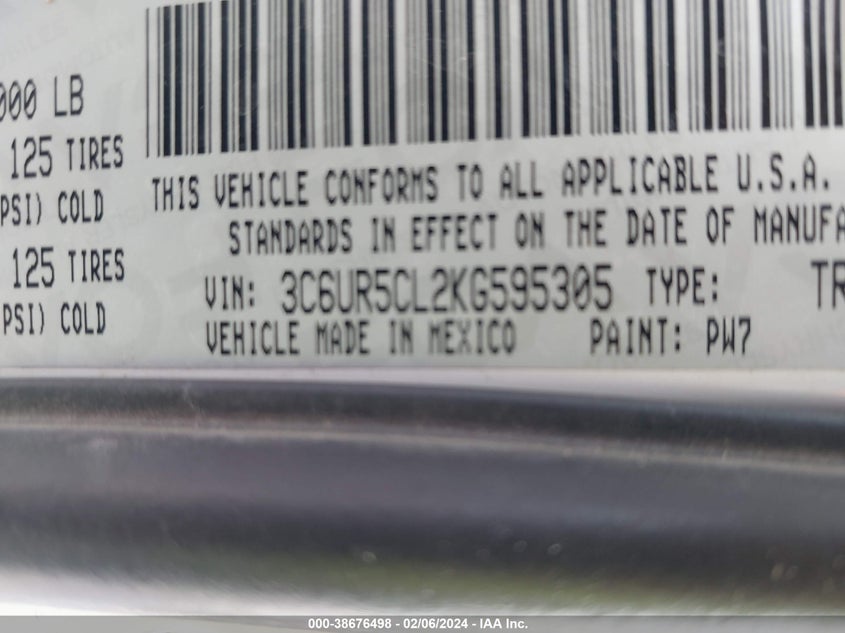 000 LB
125 TIRES
PSI) COLD
125 TIRES
PSI) COLD
THIS VEHICLE CONFORMS TO ALL APPLICABLE U.S.A.
STANDARDS IN EFFECT ON THE DATE OF MANUFA
VIN: 3C6UR5CL2KG595305 TYPE: TR
VEHICLE MADE IN MEXICO PAINT: PW7
000-38676498 - 02/06/2024 - IAA Inc.